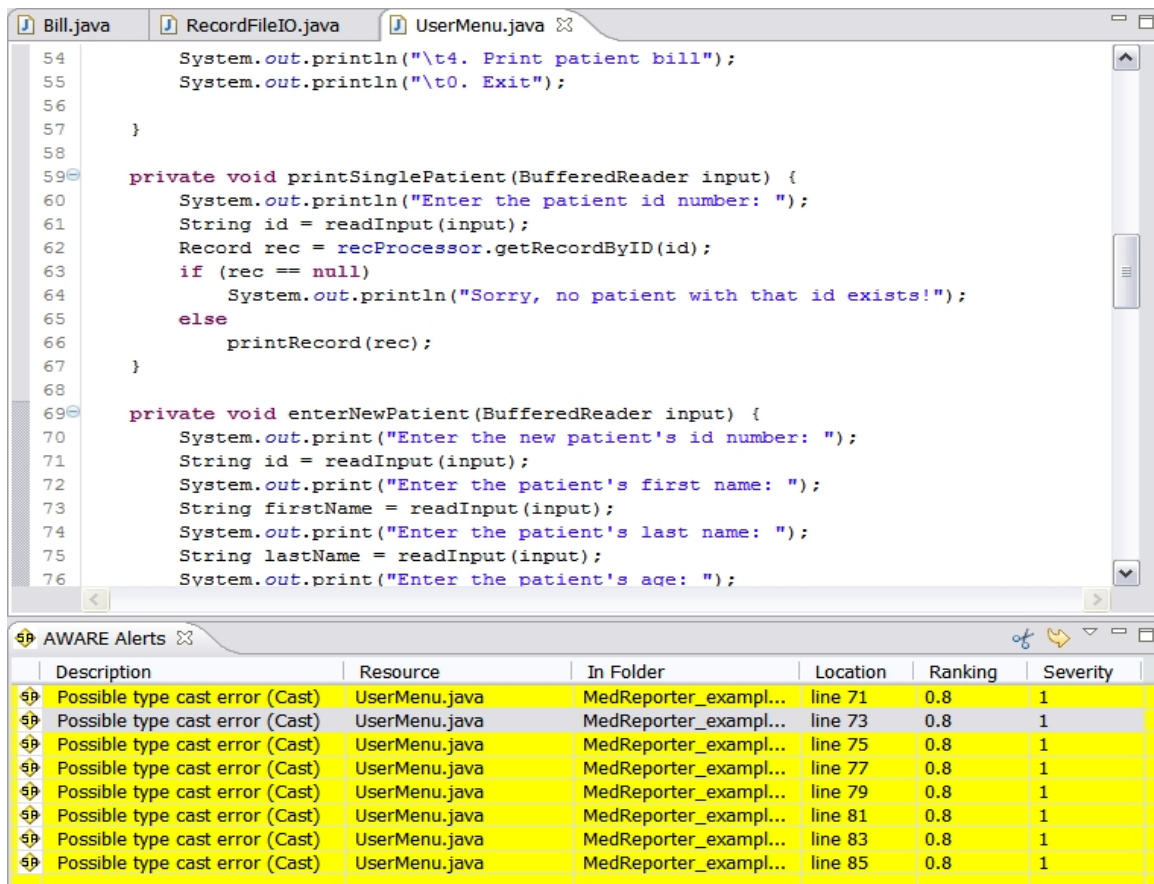 Bill.java RecordFileIO.java UserMenu.java
54 System.out.println("\t4. Print patient bill");
55 System.out.println("\t0. Exit");
56
57 }
58
59 private void printSinglePatient(BufferedReader input) {
60 System.out.println("Enter the patient id number: ");
61 String id = readInput(input);
62 Record rec = recProcessor.getRecordByID(id);
63 if (rec == null)
64 System.out.println("Sorry, no patient with that id exists!");
65 else
66 printRecord(rec);
67 }
68
69 private void enterNewPatient(BufferedReader input) {
70 System.out.print("Enter the new patient's id number: ");
71 String id = readInput(input);
72 System.out.print("Enter the patient's first name: ");
73 String firstName = readInput(input);
74 System.out.print("Enter the patient's last name: ");
75 String lastName = readInput(input);
76 System.out.print("Enter the patient's age: ");
AWARE Alerts
Description Resource In Folder Location Ranking Severity
Possible type cast error (Cast) UserMenu.java MedReporter_exampl... line 71 0.8 1
Possible type cast error (Cast) UserMenu.java MedReporter_exampl... line 73 0.8 1
Possible type cast error (Cast) UserMenu.java MedReporter_exampl... line 75 0.8 1
Possible type cast error (Cast) UserMenu.java MedReporter_exampl... line 77 0.8 1
Possible type cast error (Cast) UserMenu.java MedReporter_exampl... line 79 0.8 1
Possible type cast error (Cast) UserMenu.java MedReporter_exampl... line 81 0.8 1
Possible type cast error (Cast) UserMenu.java MedReporter_exampl... line 83 0.8 1
Possible type cast error (Cast) UserMenu.java MedReporter_exampl... line 85 0.8 1